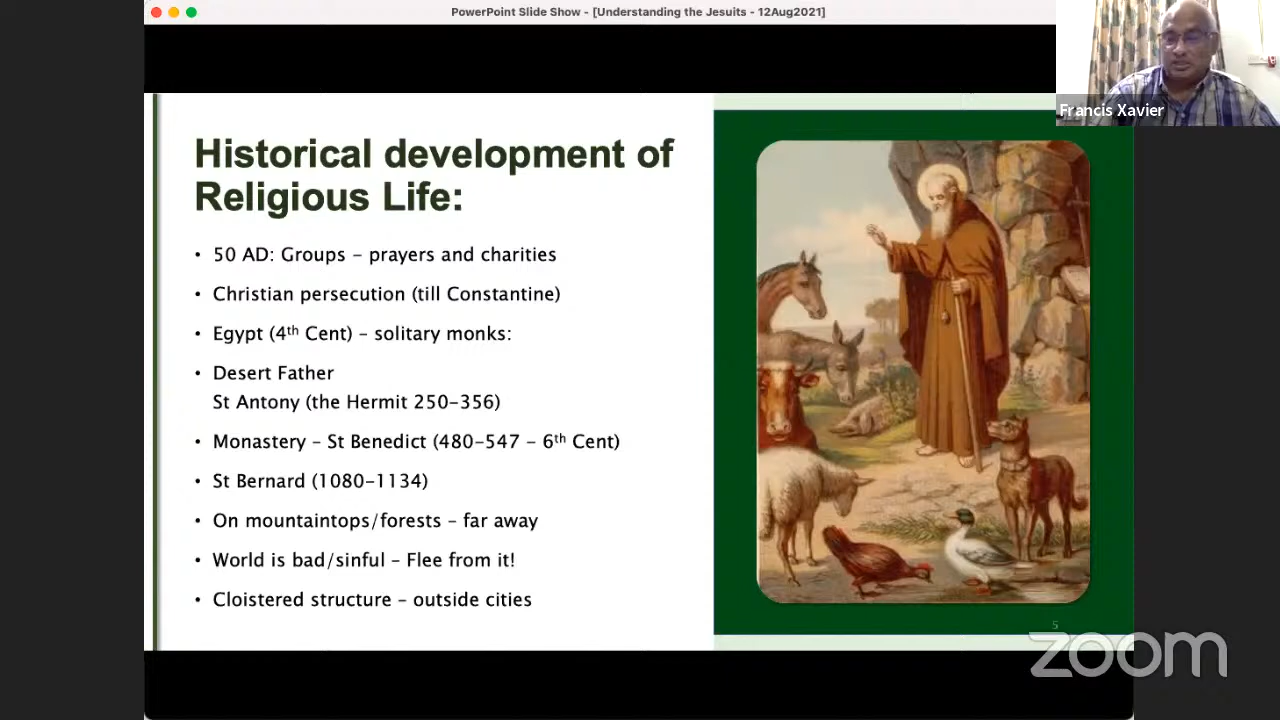 PowerPoint Slide Show - [Understanding the Jesuits - 12Aug2021]
Francis Xavier
Historical development of
Religious Life:
• 50 AD: Groups – prayers and charities
• Christian persecution (till Constantine)
• Egypt (4th Cent) – solitary monks:
• Desert Father
St Antony (the Hermit 250–356)
• Monastery – St Benedict (480–547 – 6th Cent)
• St Bernard (1080–1134)
• On mountaintops/forests – far away
• World is bad/sinful – Flee from it!
• Cloistered structure – outside cities
5
zoom